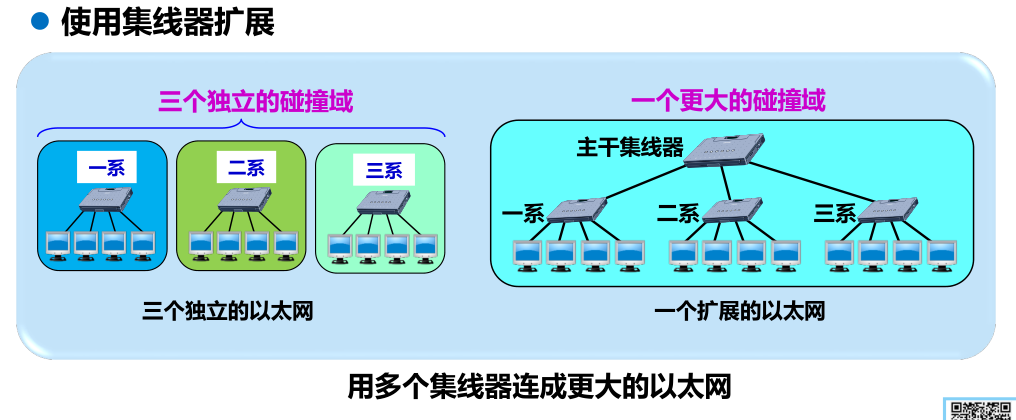 使用集线器扩展
三个独立的碰撞域
一系
二系
三系
三个独立的以太网
一个更大的碰撞域
主干集线器
一系
二系
三系
一个扩展的以太网
用多个集线器连成更大的以太网